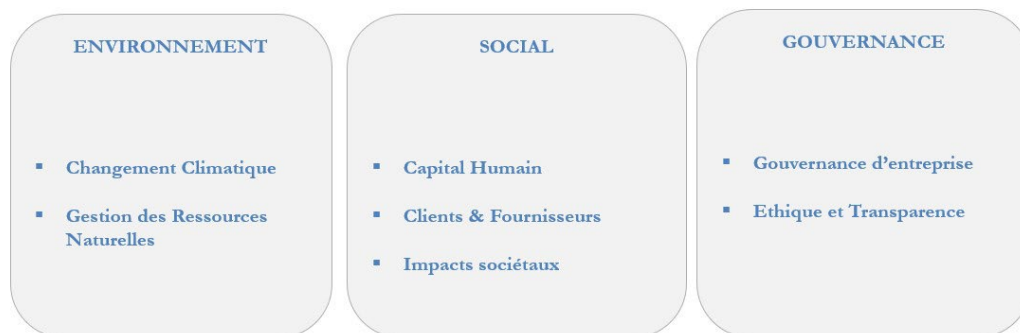 ENVIRONNEMENT
▪ Changement Climatique
▪ Gestion des Ressources
Naturelles
SOCIAL
▪ Capital Humain
▪ Clients & Fournisseurs
▪ Impacts sociétaux
GOUVERNANCE
▪ Gouvernance d’entreprise
▪ Ethique et Transparence